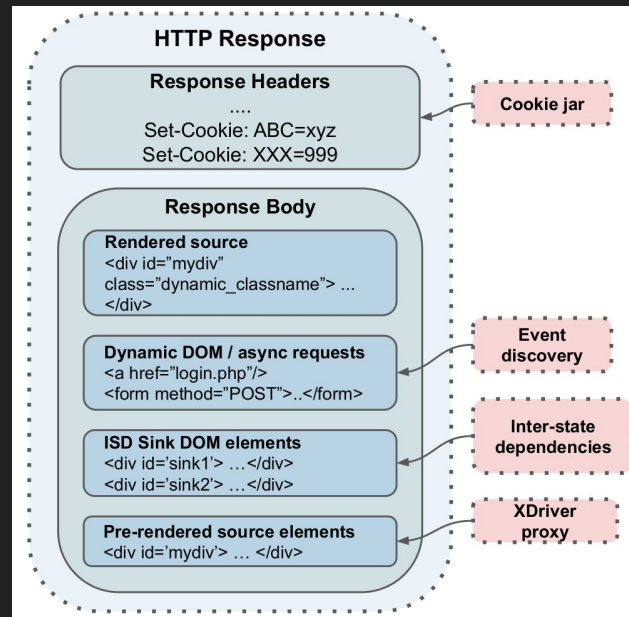 HTTP Response
Response Headers
....
Set-Cookie: ABC=xyz
Set-Cookie: XXX=999
Cookie jar
Response Body
Rendered source
<div id=”mydiv”
class=”dynamic_classname”> ...
</div>
Dynamic DOM / async requests
<a href=”login.php”/>
<form method=”POST”>..</form>
Event
discovery
ISD Sink DOM elements
<div id=’sink1’> …</div>
<div id=’sink2’> …</div>
Inter-state
dependencies
Pre-rendered source elements
<div id=’mydiv’> … </div>
XDriver
proxy